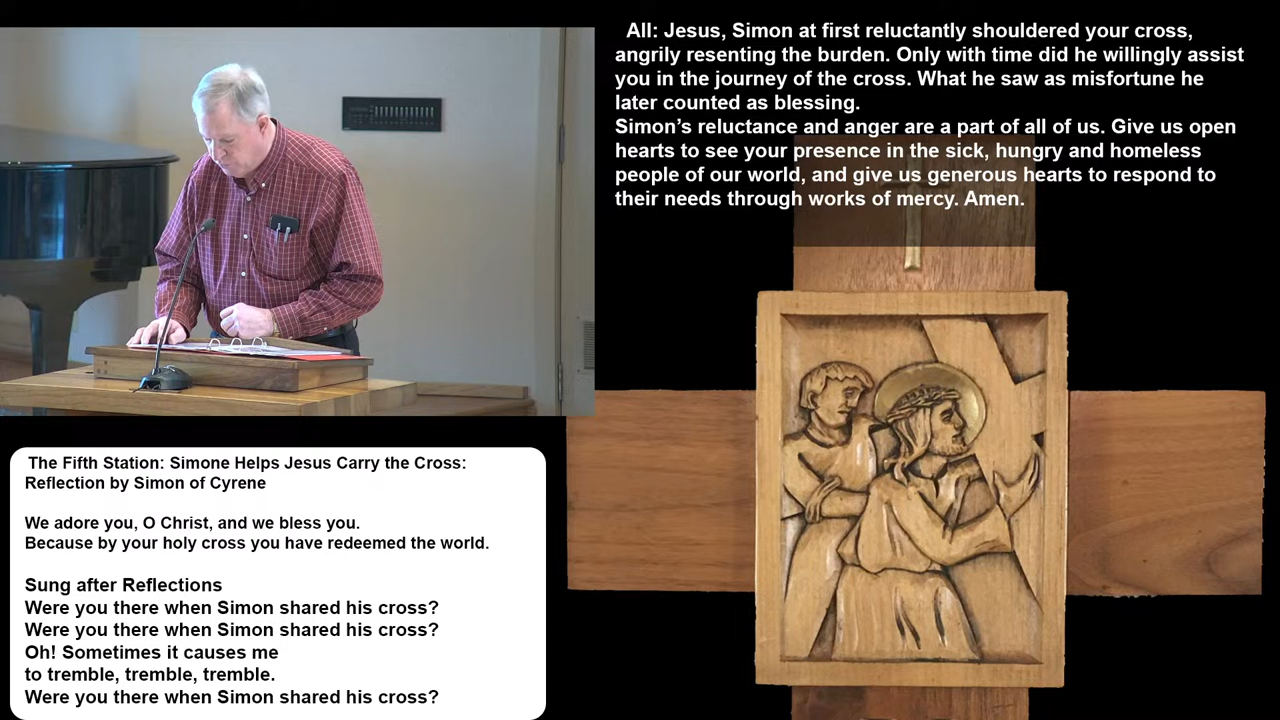 All: Jesus, Simon at first reluctantly shouldered your cross,
angrily resenting the burden. Only with time did he willingly assist
you in the journey of the cross. What he saw as misfortune he
later counted as blessing.
Simon’s reluctance and anger are a part of all of us. Give us open
hearts to see your presence in the sick, hungry and homeless
people of our world, and give us generous hearts to respond to
their needs through works of mercy. Amen.
The Fifth Station: Simone Helps Jesus Carry the Cross:
Reflection by Simon of Cyrene
We adore you, O Christ, and we bless you.
Because by your holy cross you have redeemed the world.
Sung after Reflections
Were you there when Simon shared his cross?
Were you there when Simon shared his cross?
Oh! Sometimes it causes me
to tremble, tremble, tremble.
Were you there when Simon shared his cross?